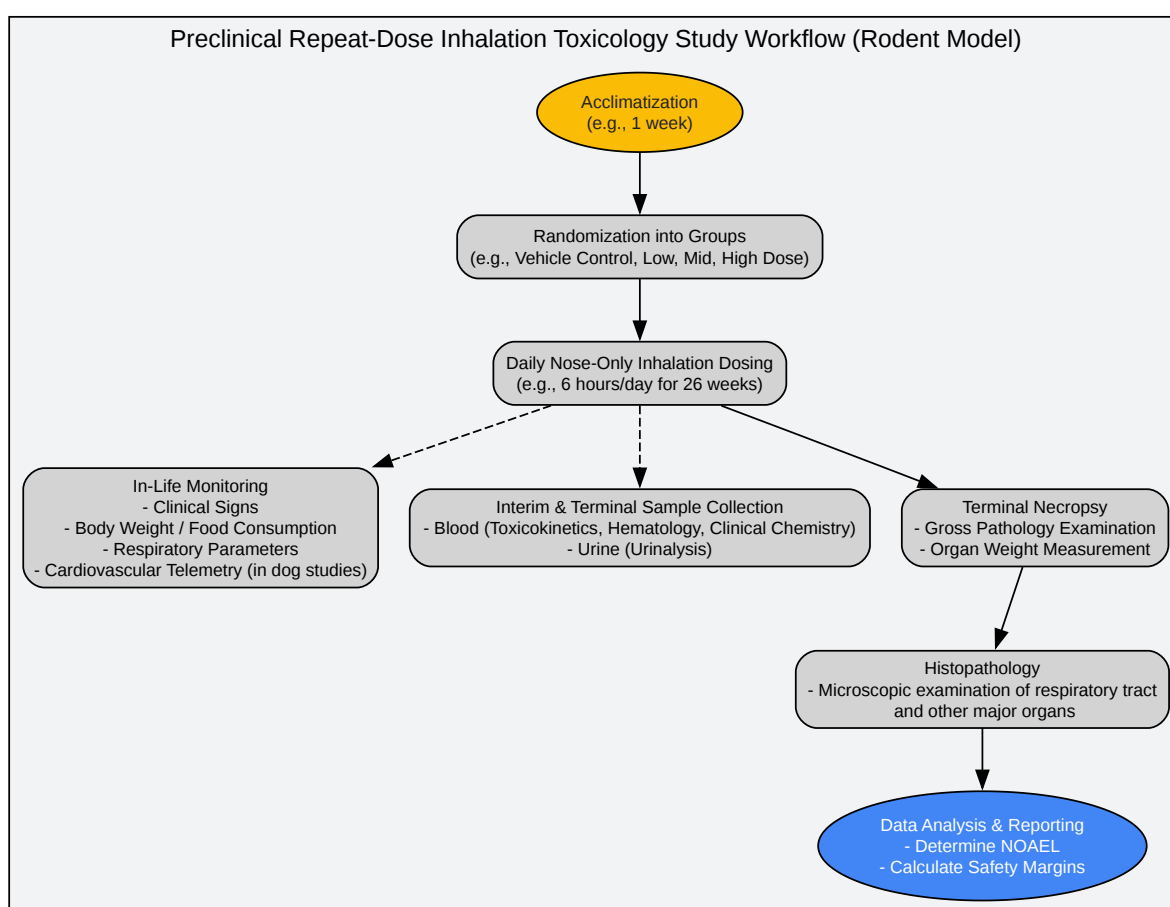 Preclinical Repeat-Dose Inhalation Toxicology Study Workflow (Rodent Model)
Acclimatization
(e.g., 1 week)
Randomization into Groups
(e.g., Vehicle Control, Low, Mid, High Dose)
Daily Nose-Only Inhalation Dosing
(e.g., 6 hours/day for 26 weeks)
In-Life Monitoring
- Clinical Signs
- Body Weight / Food Consumption
- Respiratory Parameters
- Cardiovascular Telemetry (in dog studies)
Interim & Terminal Sample Collection
- Blood (Toxicokinetics, Hematology, Clinical Chemistry)
- Urine (Urinalysis)
Terminal Necropsy
- Gross Pathology Examination
- Organ Weight Measurement
Histopathology
- Microscopic examination of respiratory tract
and other major organs
Data Analysis & Reporting
- Determine NOAEL
- Calculate Safety Margins